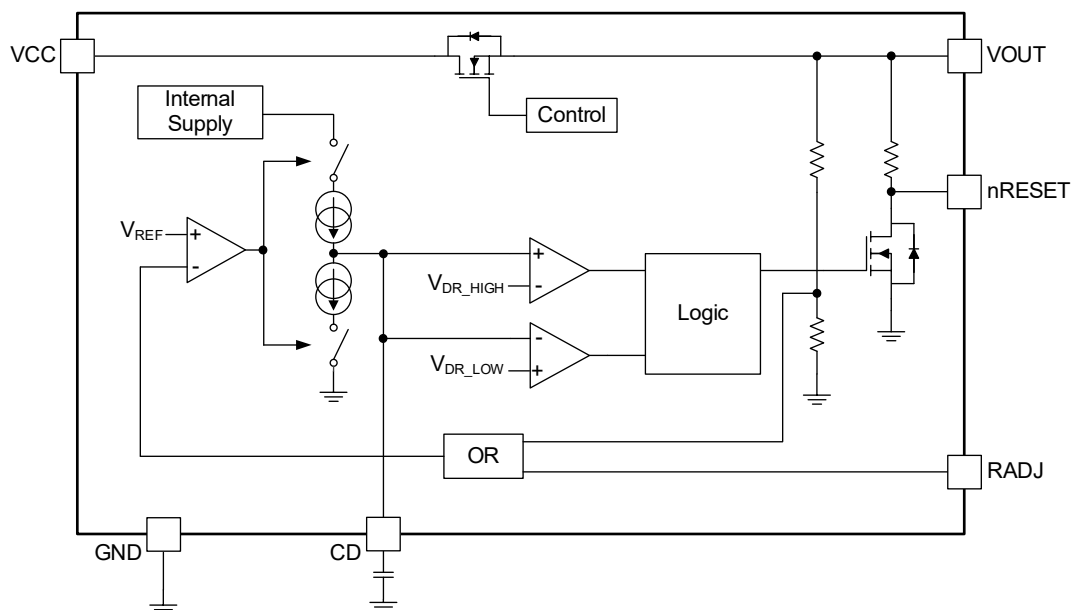 VCC
VOUT
Internal
Supply
Control
nRESET
VREF
+
-
+
VDR_HIGH
-
Logic
-
VDR_LOW
+
OR
RADJ
GND
CD